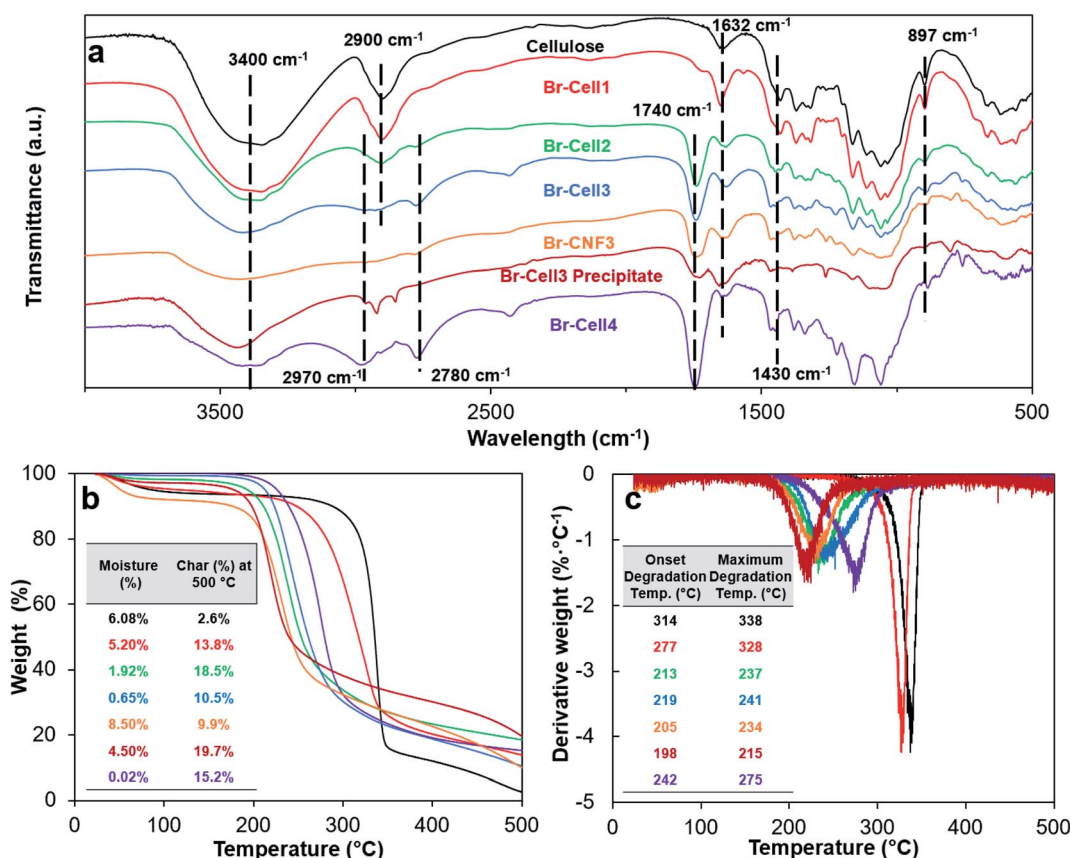 a
3400 cm⁻¹
2900 cm⁻¹
Cellulose
1632 cm⁻¹
897 cm⁻¹
Br-Cell1
1740 cm⁻¹
Br-Cell2
Br-Cell3
Br-CNF3
Br-Cell3 Precipitate
Br-Cell4
2970 cm⁻¹
2780 cm⁻¹
1430 cm⁻¹
Transmittance (a.u.)
3500 2500 1500 500
Wavelength (cm⁻¹)
b
Weight (%)
100
80
60
40
20
0
Moisture (%) Char (%) at 500 °C
6.08% 2.6%
5.20% 13.8%
1.92% 18.5%
0.65% 10.5%
8.50% 9.9%
4.50% 19.7%
0.02% 15.2%
0 100 200 300 400 500
Temperature (°C)
c
Derivative weight (%·°C⁻¹)
0
-1
-2
-3
-4
-5
Onset Degradation Temp. (°C) Maximum Degradation Temp. (°C)
314 338
277 328
213 237
219 241
205 234
198 215
242 275
0 100 200 300 400 500
Temperature (°C)